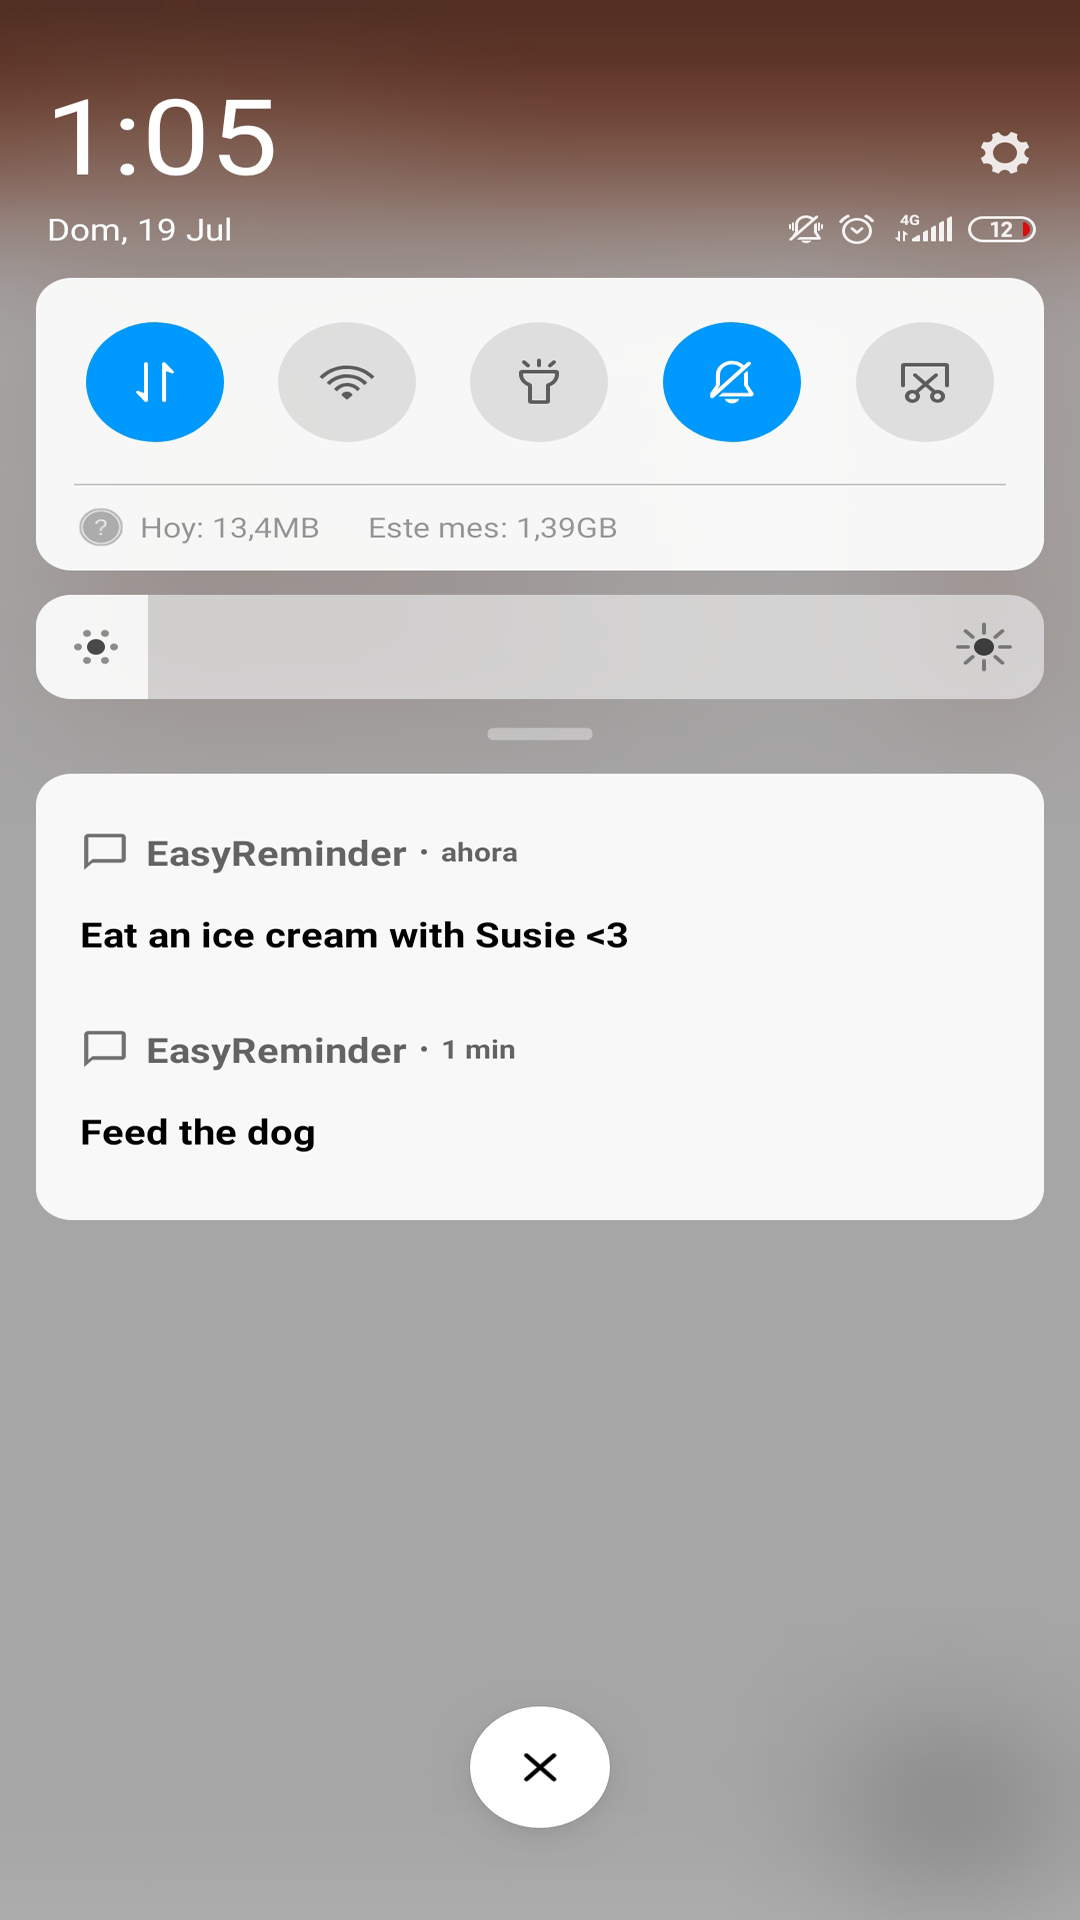 1:05
Dom, 19 Jul
4G
12
? Hoy: 13,4MB Este mes: 1,39GB
EasyReminder · ahora
Eat an ice cream with Susie <3
EasyReminder · 1 min
Feed the dog